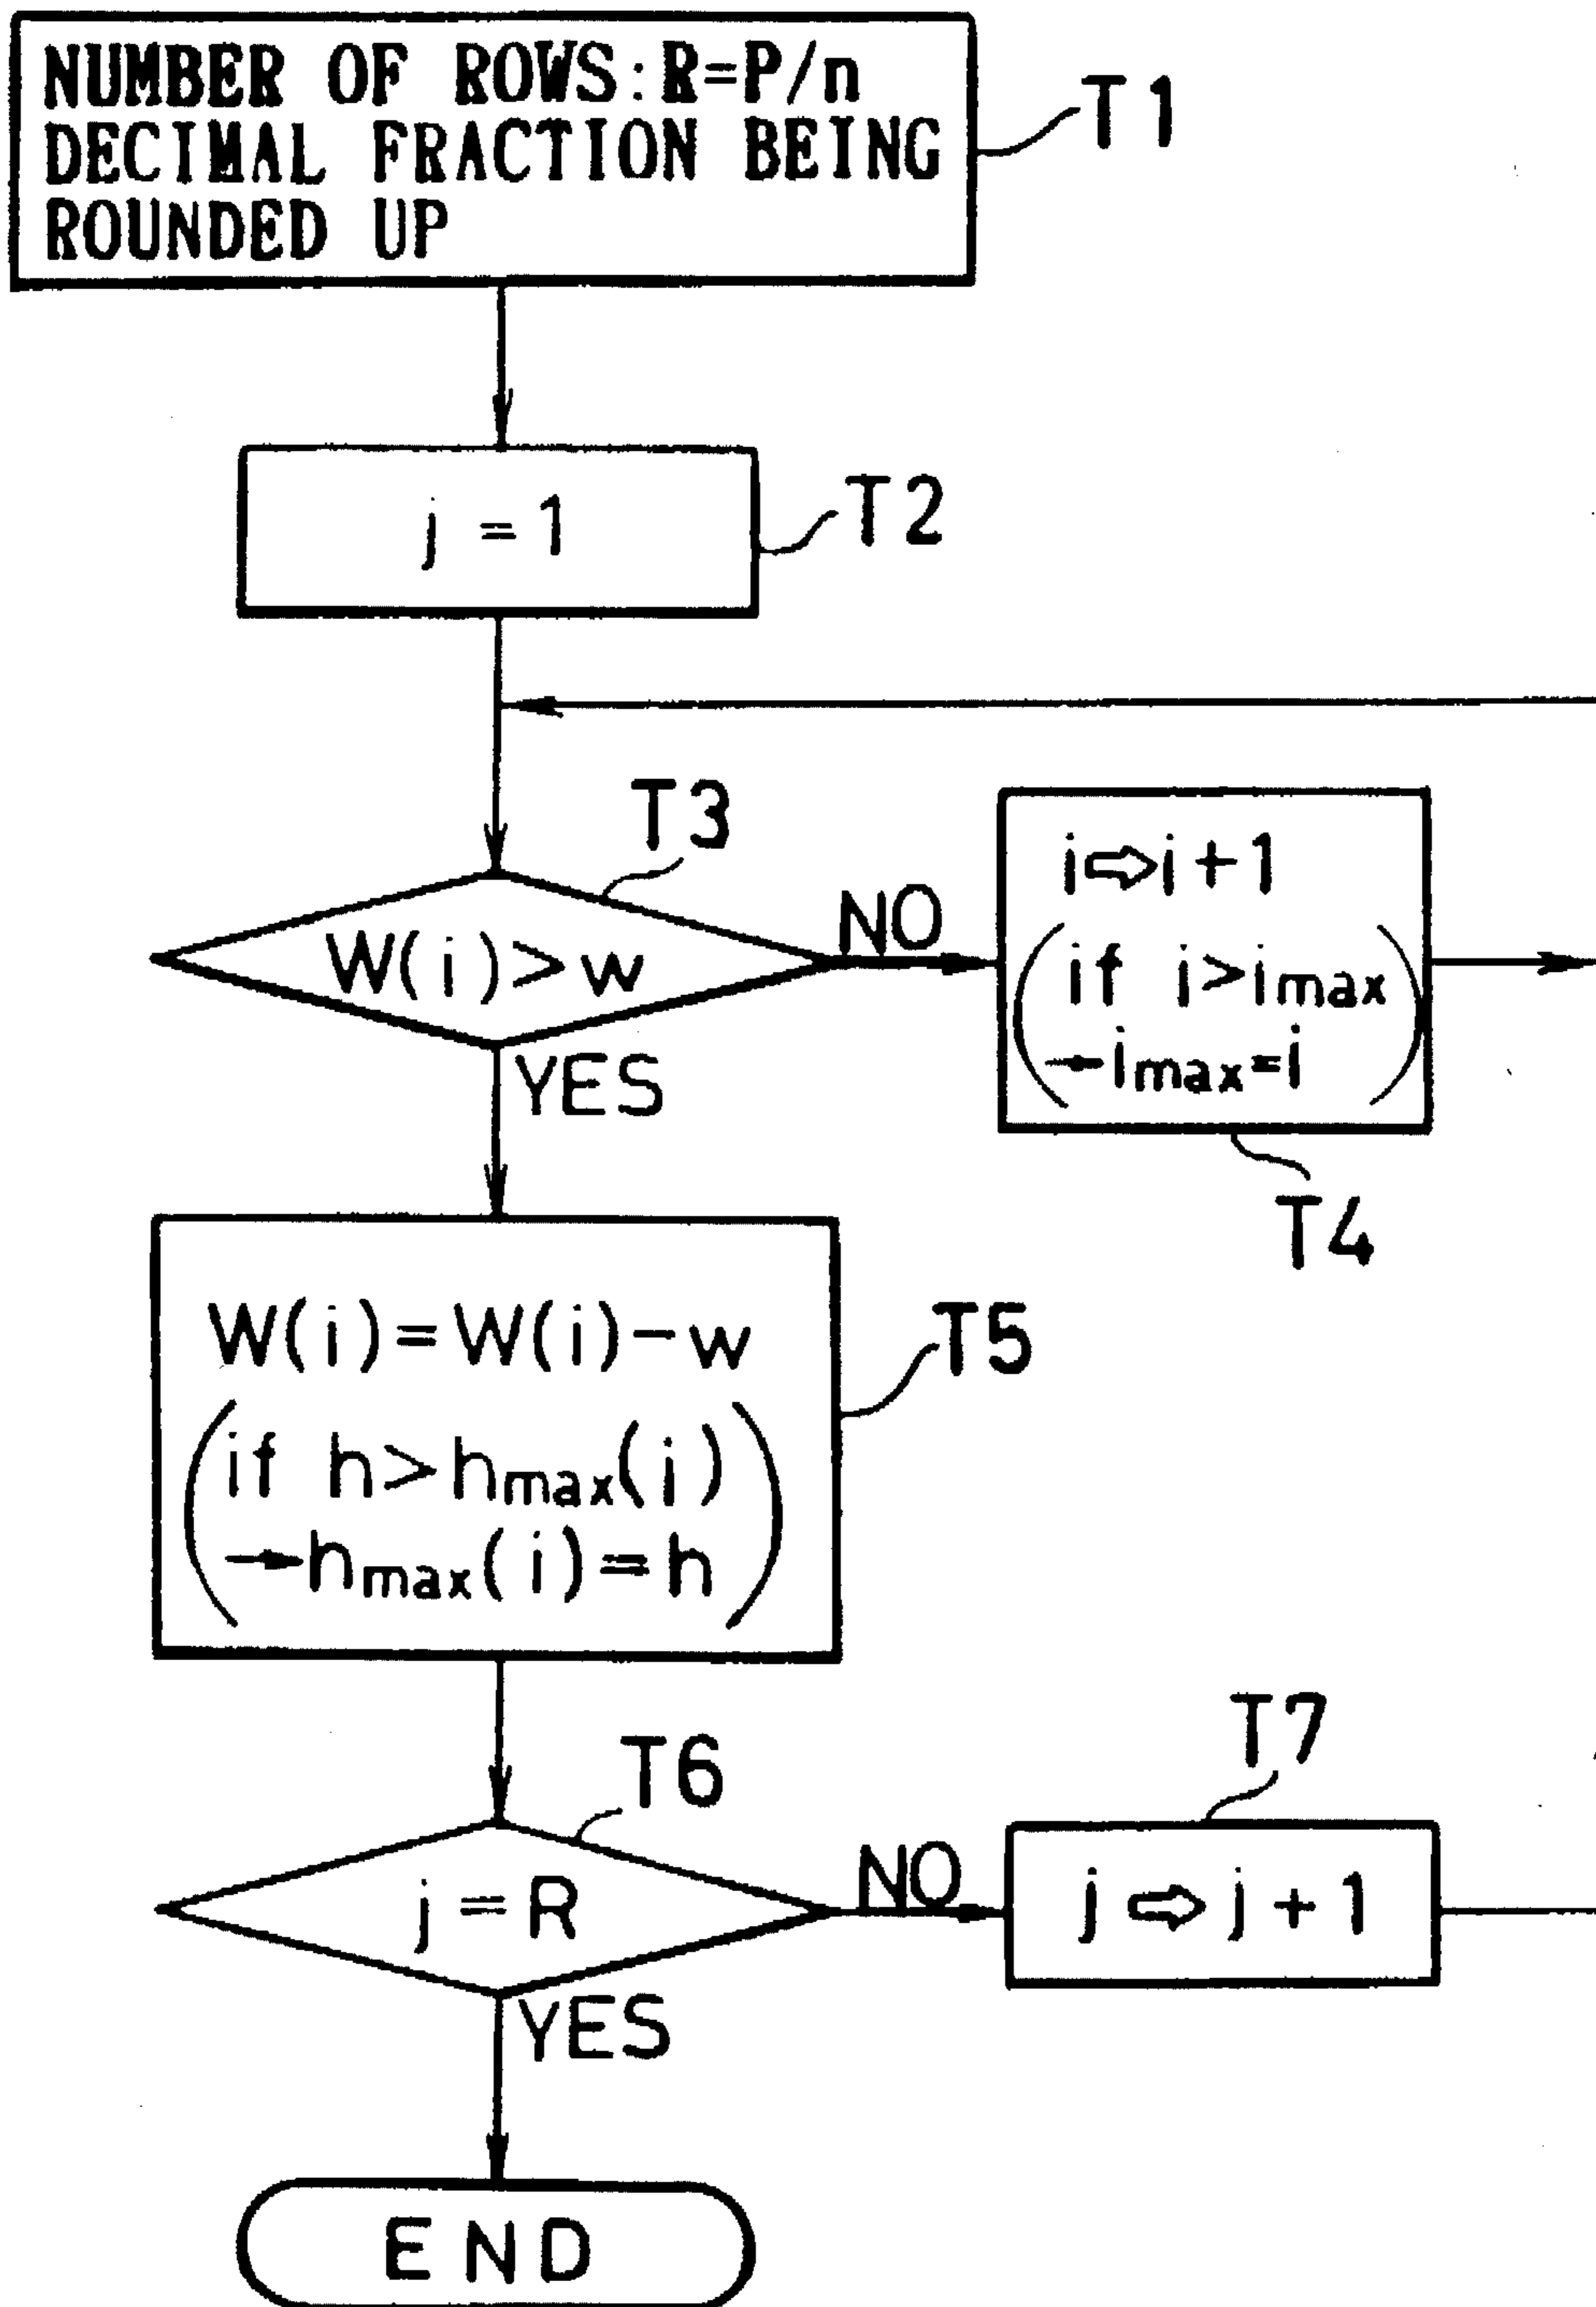 NUMBER OF ROWS: R=P/n
DECIMAL FRACTION BEING
ROUNDED UP
T1
j = 1
T2
T3
W(i) > w
NO
i⇨i+1
(if i>imax
→imax=i)
T4
YES
W(i)=W(i)-w
(if h>hmax(i)
→hmax(i)=h)
T5
T6
j = R
NO
T7
j ⇨ j + 1
YES
END